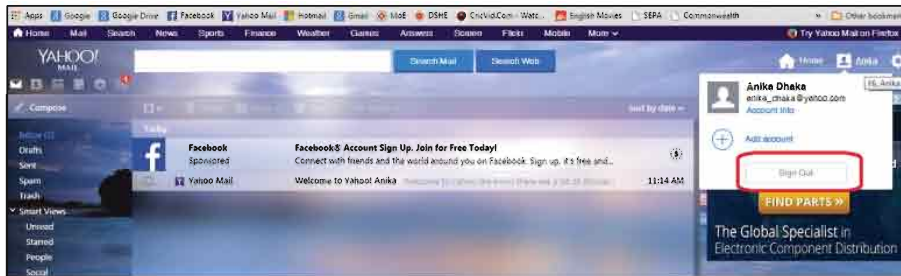 Apps Google Google Drive Facebook Yahoo Mail Hotmail Gmail MoE DSHE CricVid.Com - Watc... English Movies SEPA Commonwealth » Other bookmar
Home Mail Search News Sports Finance Weather Games Answers Screen Flickr Mobile More Try Yahoo Mail on Firefox
YAHOO!
MAIL
Search Mail Search Web
Home Anika
Hi, Anika
Compose
Sort by date
Anika Dhaka
anika_dhaka@yahoo.com
Account Info
Add account
Sign Out
Inbox
Drafts
Sent
Spam
Trash
Smart Views
Unread
Starred
People
Social
Today
Facebook Facebook® Account Sign Up. Join for Free Today!
Sponsored Connect with friends and the world around you on Facebook. Sign up, it's free and...
Yahoo Mail Welcome to Yahoo! Anika
11:14 AM
FIND PARTS »
The Global Specialist in
Electronic Component Distribution